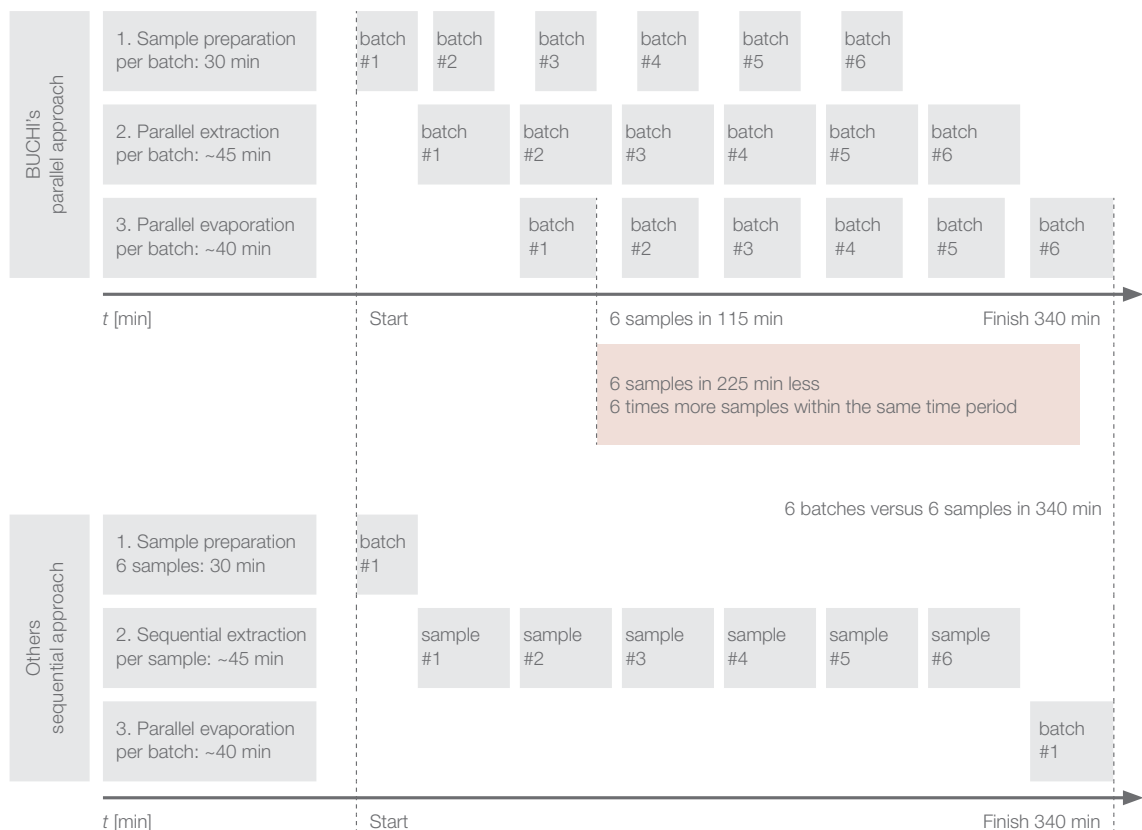 BUCHI's
parallel approach
1. Sample preparation
per batch: 30 min
batch
#1
batch
#2
batch
#3
batch
#4
batch
#5
batch
#6
2. Parallel extraction
per batch: ~45 min
batch
#1
batch
#2
batch
#3
batch
#4
batch
#5
batch
#6
3. Parallel evaporation
per batch: ~40 min
batch
#1
batch
#2
batch
#3
batch
#4
batch
#5
batch
#6
t [min]
Start
6 samples in 115 min
Finish 340 min
6 samples in 225 min less
6 times more samples within the same time period
6 batches versus 6 samples in 340 min
Others
sequential approach
1. Sample preparation
6 samples: 30 min
batch
#1
2. Sequential extraction
per sample: ~45 min
sample
#1
sample
#2
sample
#3
sample
#4
sample
#5
sample
#6
3. Parallel evaporation
per batch: ~40 min
batch
#1
t [min]
Start
Finish 340 min